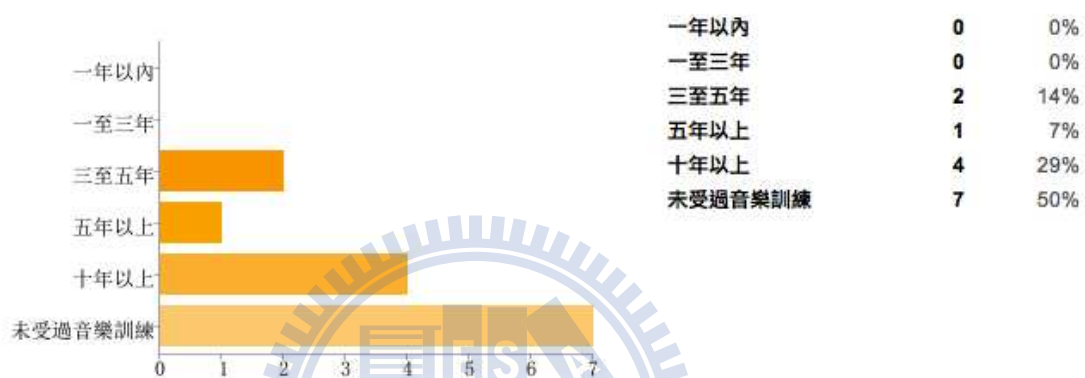 一年以內
一至三年
三至五年
五年以上
十年以上
未受過音樂訓練
0 1 2 3 4 5 6 7
一年以內 0 0%
一至三年 0 0%
三至五年 2 14%
五年以上 1 7%
十年以上 4 29%
未受過音樂訓練 7 50%
ES A